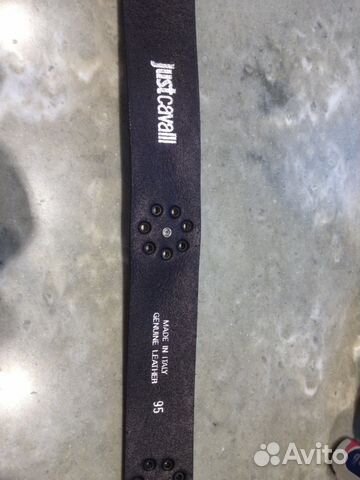 just cavalli
MADE IN ITALY
GENUINE LEATHER
95
Avito